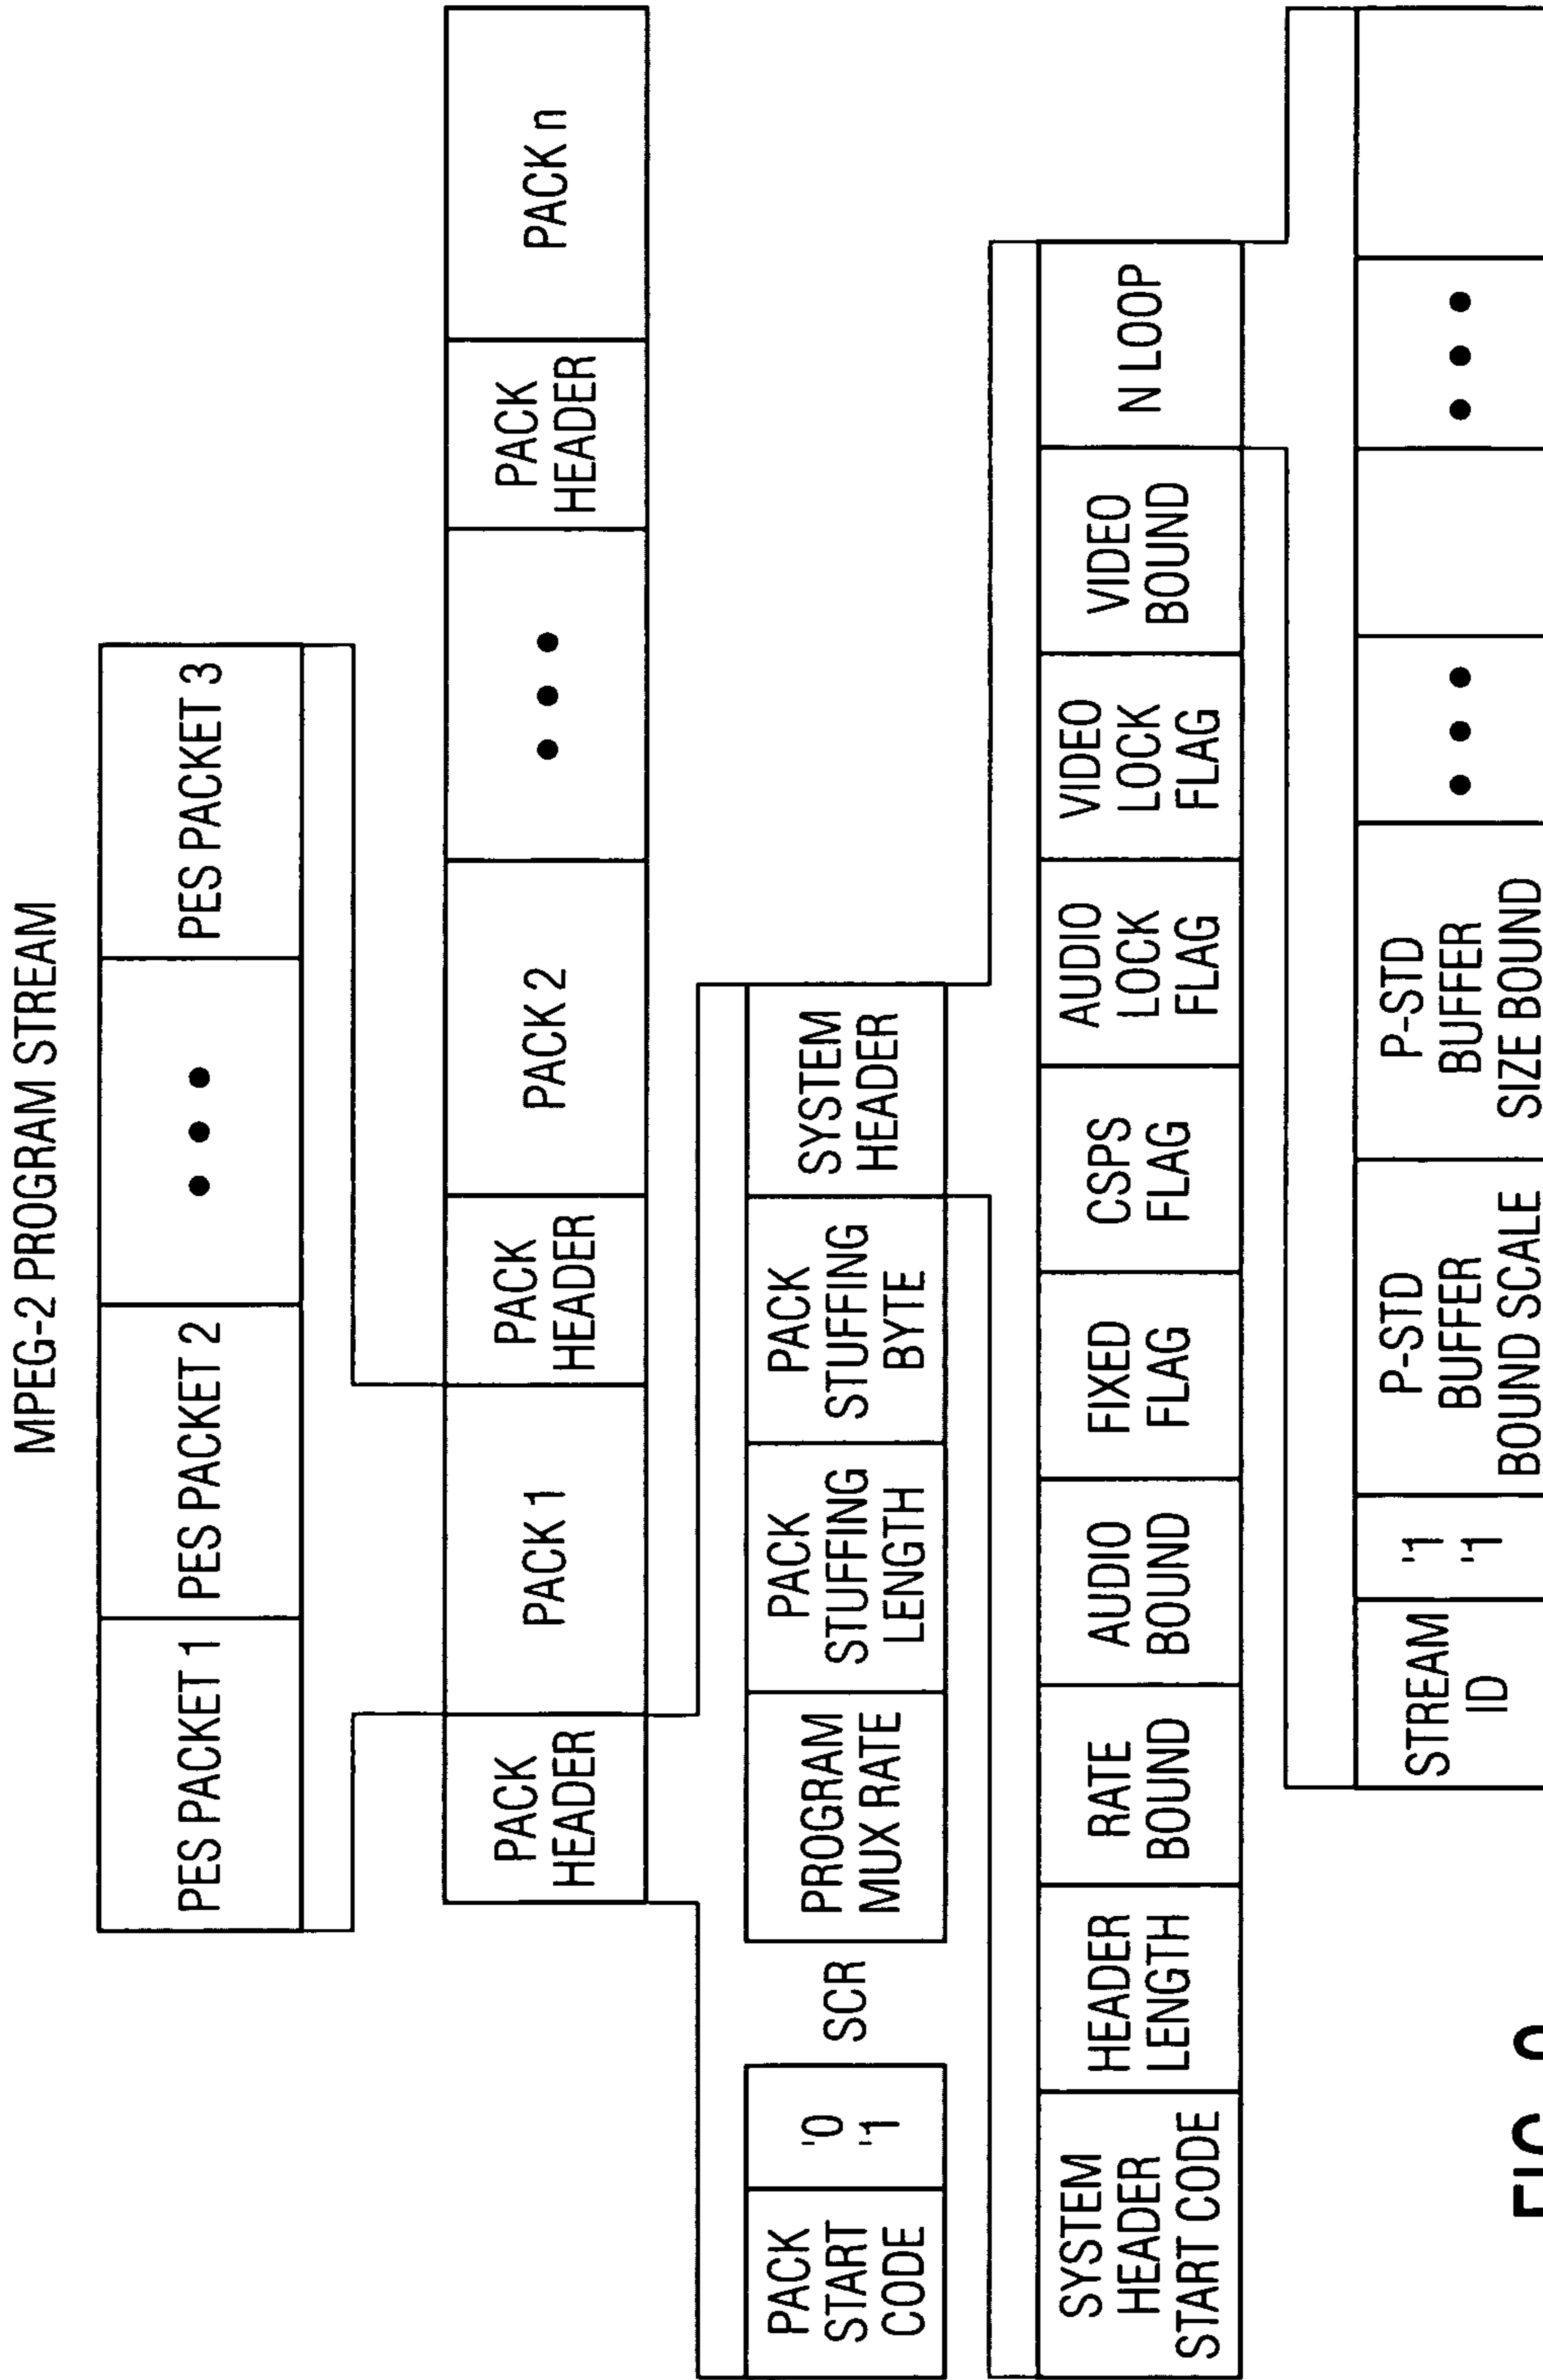 MPEG-2 PROGRAM STREAM
PES PACKET 1
PES PACKET 2
• • •
PES PACKET 3
PACK
HEADER
PACK 1
PACK
HEADER
PACK 2
• • •
PACK
HEADER
PACK n
PACK
START
CODE
'0
'1
SCR
PROGRAM
MUX RATE
PACK
STUFFING
LENGTH
PACK
STUFFING
BYTE
SYSTEM
HEADER
SYSTEM
HEADER
START CODE
HEADER
LENGTH
RATE
BOUND
AUDIO
BOUND
FIXED
FLAG
CSPS
FLAG
AUDIO
LOCK
FLAG
VIDEO
LOCK
FLAG
VIDEO
BOUND
N LOOP
STREAM
ID
'1
'1
P-STD
BUFFER
BOUND SCALE
P-STD
BUFFER
SIZE BOUND
• • •
• • •